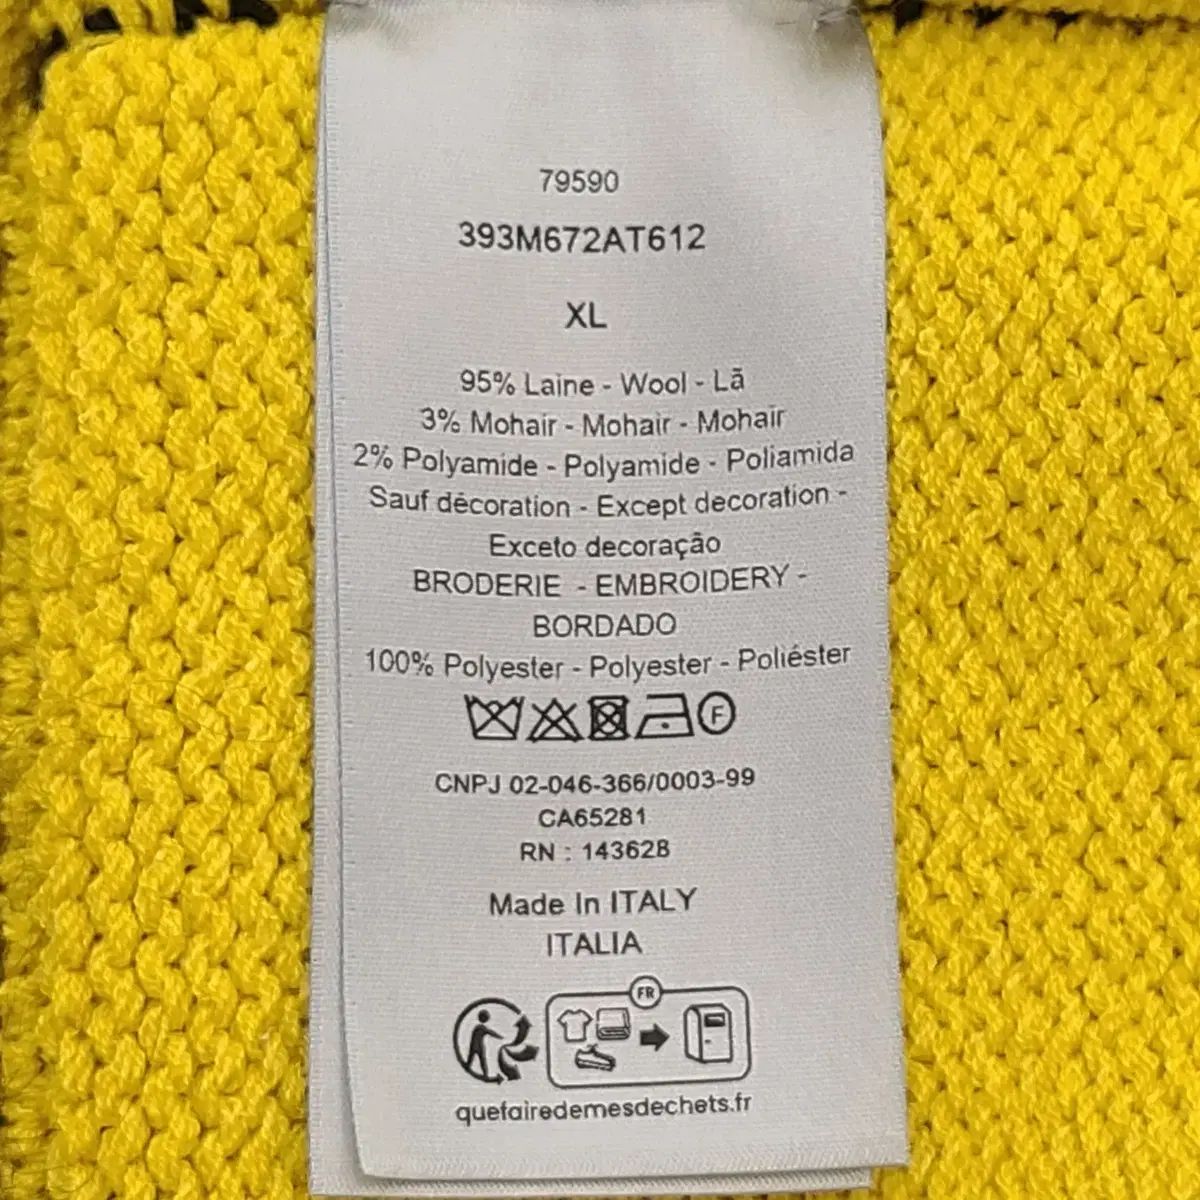 79590
393M672AT612
XL
95% Laine - Wool - Lã
3% Mohair - Mohair - Mohair
2% Polyamide - Polyamide - Poliamida
Sauf décoration - Except decoration -
Exceto decoração
BRODERIE - EMBROIDERY -
BORDADO
100% Polyester - Polyester - Poliéster
F
CNPJ 02-046-366/0003-99
CA65281
RN : 143628
Made In ITALY
ITALIA
FR
quefairedemesdechets.fr